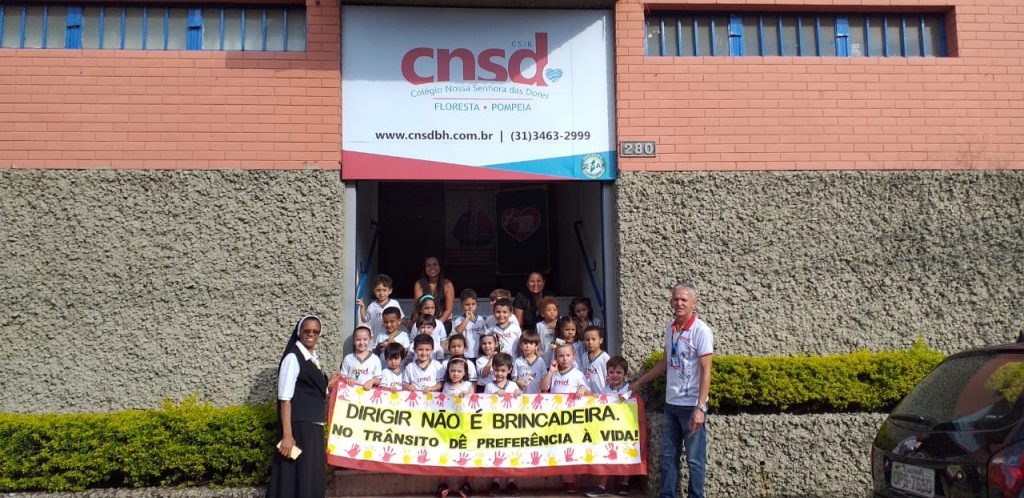 C.S.J.B.
cnsd
Colégio Nossa Senhora das Dores
FLORESTA • POMPEIA
www.cnsdbh.com.br | (31)3463-2999
280
cnsd
DIRIGIR NÃO É BRINCADEIRA.
NO TRÂNSITO DÊ PREFERÊNCIA À VIDA!